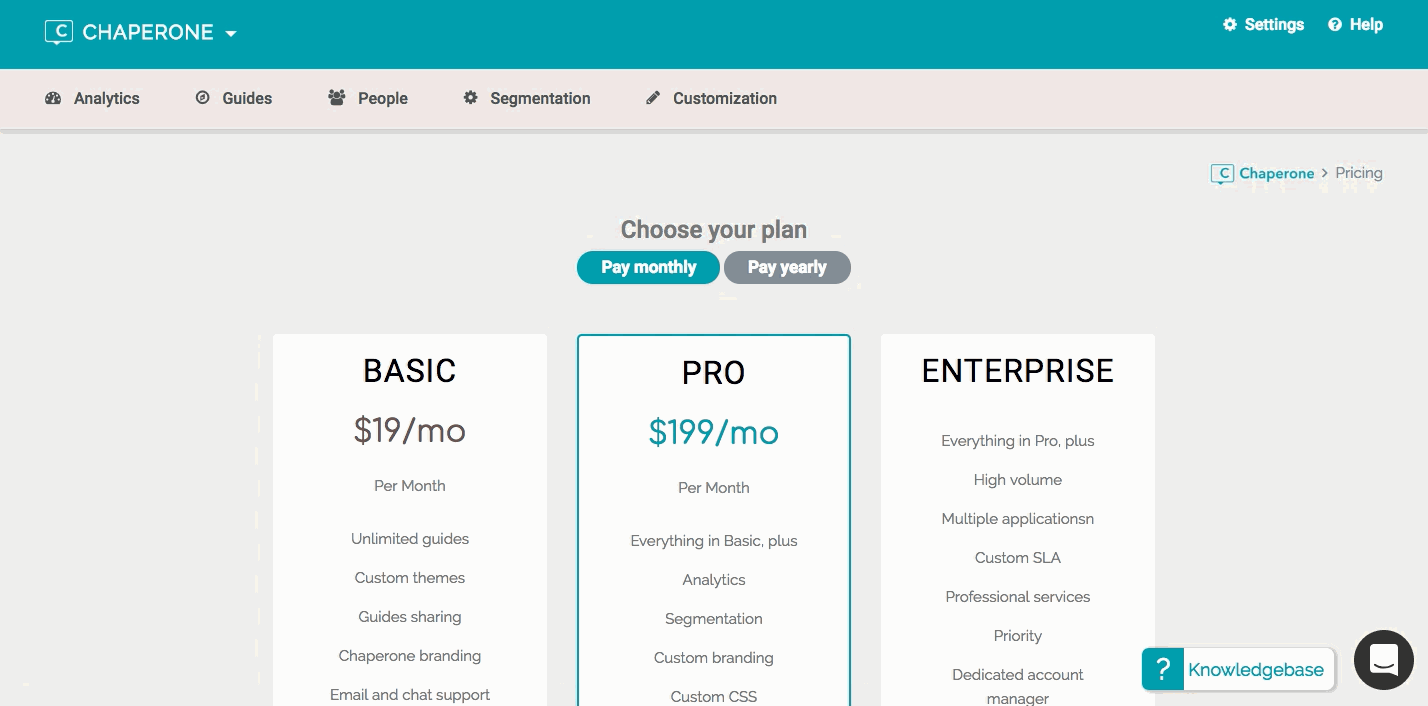 C CHAPERONE
Settings
Help
Analytics
Guides
People
Segmentation
Customization
C Chaperone > Pricing
Choose your plan
Pay monthly
Pay yearly
BASIC
$19/mo
Per Month
Unlimited guides
Custom themes
Guides sharing
Chaperone branding
Email and chat support
PRO
$199/mo
Per Month
Everything in Basic, plus
Analytics
Segmentation
Custom branding
Custom CSS
ENTERPRISE
Everything in Pro, plus
High volume
Multiple applicationsn
Custom SLA
Professional services
Priority
Dedicated account
manager
? Knowledgebase